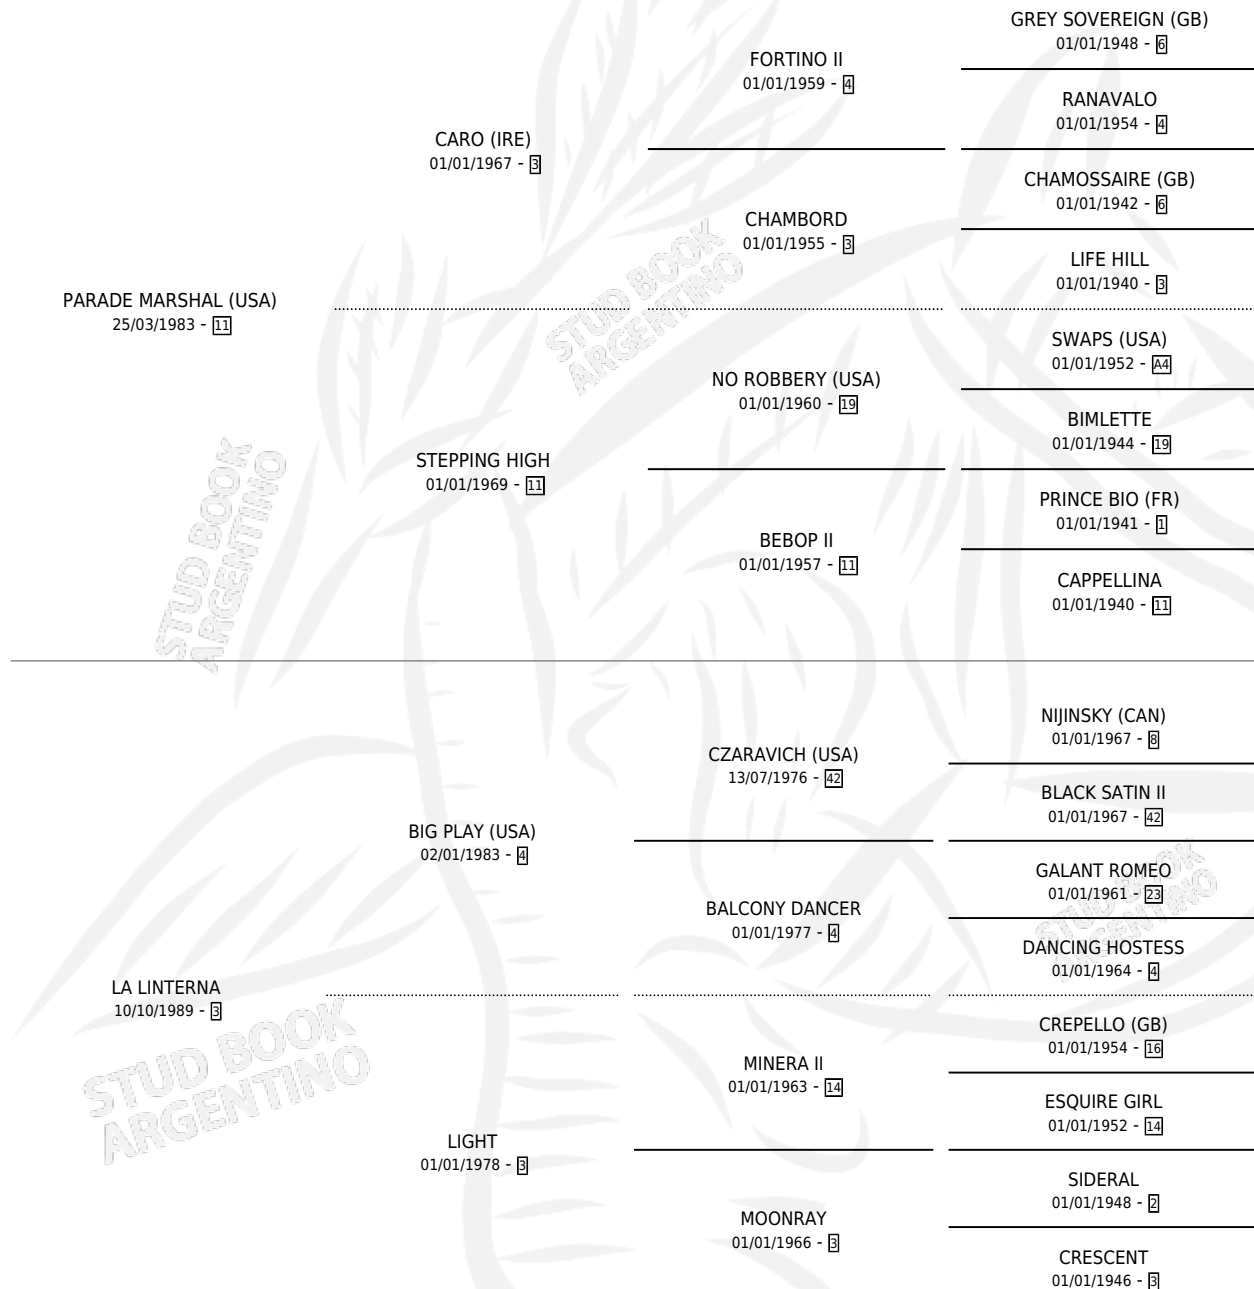 GREY SOVEREIGN (GB)
01/01/1948 - 6
FORTINO II
01/01/1959 - 4
RANAVALO
01/01/1954 - 4
CARO (IRE)
01/01/1967 - 3
CHAMOSSAIRE (GB)
01/01/1942 - 6
CHAMBORD
01/01/1955 - 3
LIFE HILL
01/01/1940 - 3
PARADE MARSHAL (USA)
25/03/1983 - 11
SWAPS (USA)
01/01/1952 - A4
NO ROBBERY (USA)
01/01/1960 - 19
BIMLETTE
01/01/1944 - 19
STEPPING HIGH
01/01/1969 - 11
PRINCE BIO (FR)
01/01/1941 - 1
BEBOP II
01/01/1957 - 11
CAPPELLINA
01/01/1940 - 11
NIJINSKY (CAN)
01/01/1967 - 8
CZARAVICH (USA)
13/07/1976 - 42
BLACK SATIN II
01/01/1967 - 42
BIG PLAY (USA)
02/01/1983 - 4
GALANT ROMEO
01/01/1961 - 23
BALCONY DANCER
01/01/1977 - 4
DANCING HOSTESS
01/01/1964 - 4
LA LINTERNA
10/10/1989 - 3
CREPELLO (GB)
01/01/1954 - 16
MINERA II
01/01/1963 - 14
ESQUIRE GIRL
01/01/1952 - 14
LIGHT
01/01/1978 - 3
SIDERAL
01/01/1948 - 2
MOONRAY
01/01/1966 - 3
CRESCENT
01/01/1946 - 3
STUD BOOK
ARGENTINO
STUD BOOK
ARGENTINO
STUD BOOK
ARGENTINO
STUD BOOK
ARGENTINO